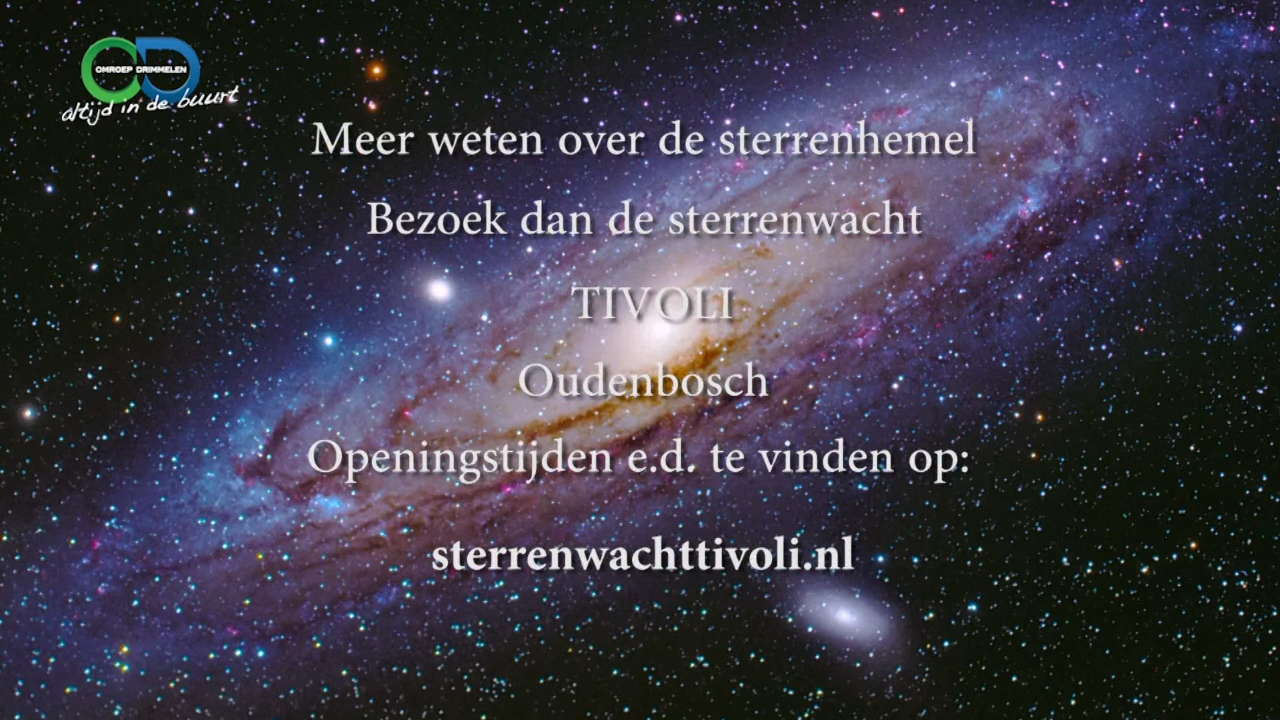 OMROEP DRIMMELEN
altijd in de buurt
Meer weten over de sterrenhemel
Bezoek dan de sterrenwacht
TIVOLI
Oudenbosch
Openingstijden e.d. te vinden op:
sterrenwachttivoli.nl